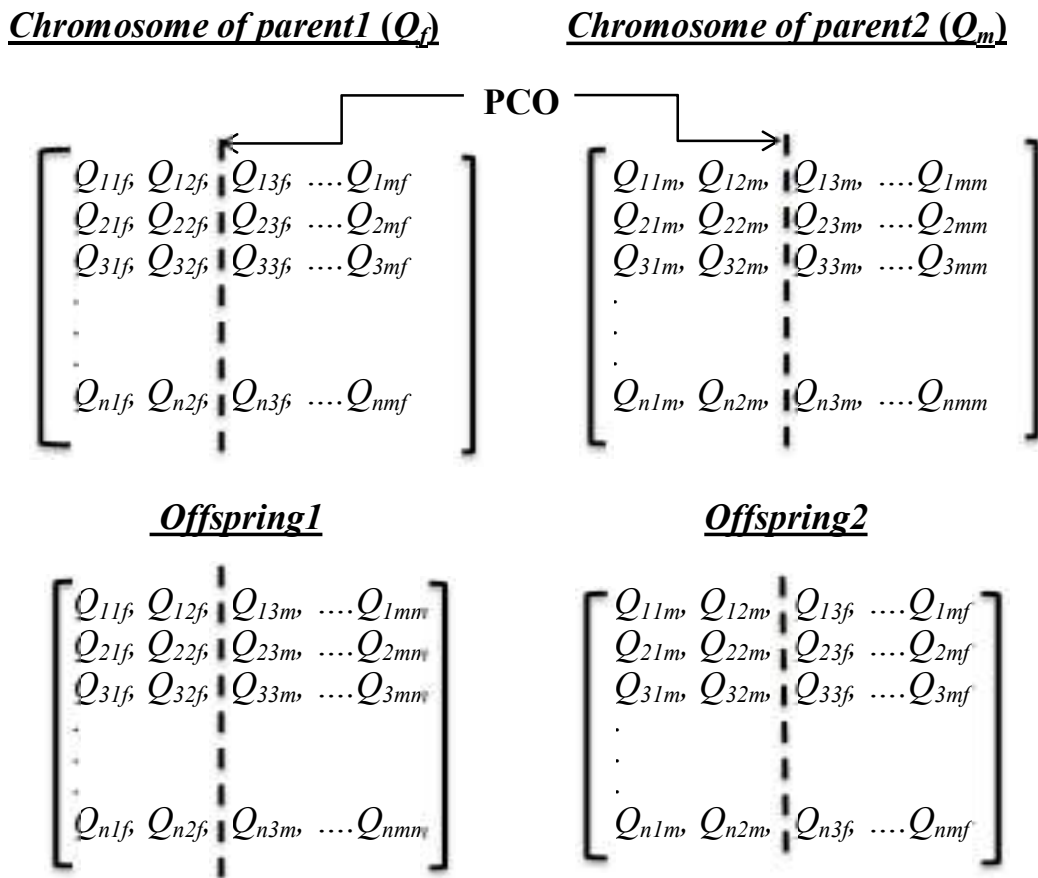 Chromosome of parent1 (Qf) Chromosome of parent2 (Qm)
PCO
Q11f, Q12f, Q13f, ....Q1mf
Q21f, Q22f, Q23f, ....Q2mf
Q31f, Q32f, Q33f, ....Q3mf
.
.
.
Qn1f, Qn2f, Qn3f, ....Qnmf
Q11m, Q12m, Q13m, ....Q1mm
Q21m, Q22m, Q23m, ....Q2mm
Q31m, Q32m, Q33m, ....Q3mm
.
.
.
Qn1m, Qn2m, Qn3m, ....Qnmm
Offspring1
Q11f, Q12f, Q13m, ....Q1mm
Q21f, Q22f, Q23m, ....Q2mm
Q31f, Q32f, Q33m, ....Q3mm
.
.
.
Qn1f, Qn2f, Qn3m, ....Qnmm
Offspring2
Q11m, Q12m, Q13f, ....Q1mf
Q21m, Q22m, Q23f, ....Q2mf
Q31m, Q32m, Q33f, ....Q3mf
.
.
.
Qn1m, Qn2m, Qn3f, ....Qnmf